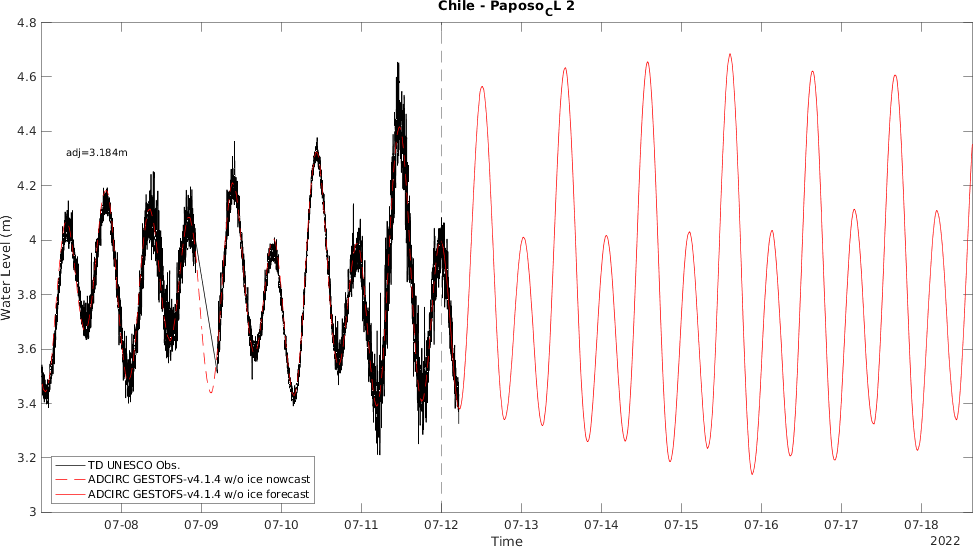 Chile - PaposoCL 2
4.8
4.6
4.4
4.2
4
3.8
3.6
3.4
3.2
3
Water Level (m)
adj=3.184m
TD UNESCO Obs.
ADCIRC GESTOFS-v4.1.4 w/o ice nowcast
ADCIRC GESTOFS-v4.1.4 w/o ice forecast
07-08 07-09 07-10 07-11 07-12 07-13 07-14 07-15 07-16 07-17 07-18
Time
2022